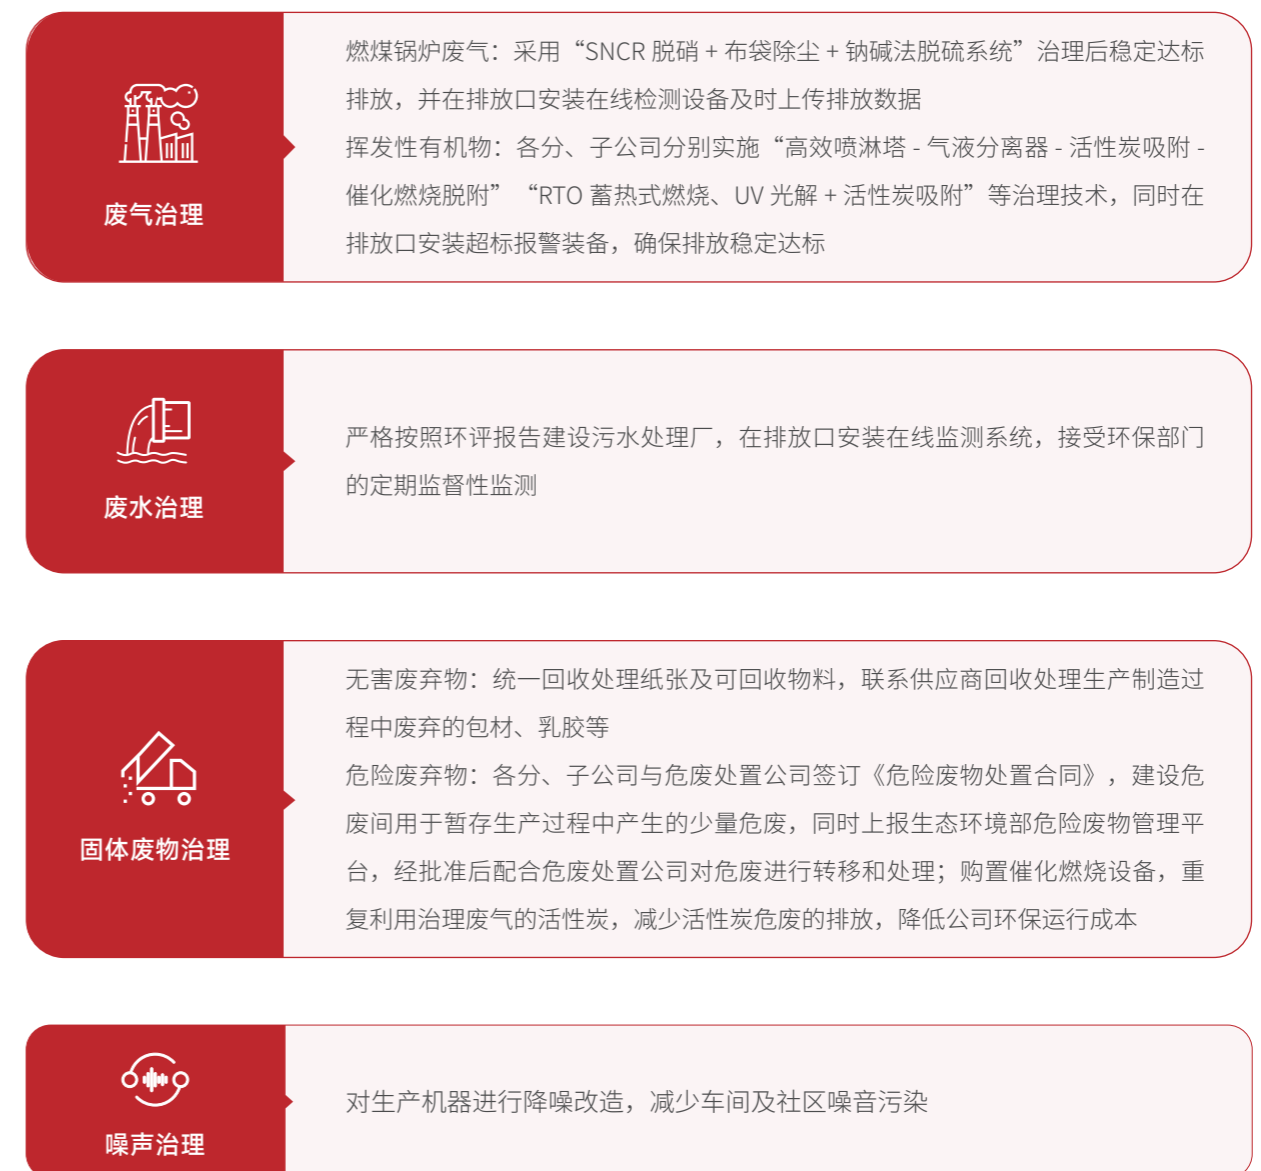 燃煤锅炉废气：采用“SNCR 脱硝 + 布袋除尘 + 钠碱法脱硫系统”治理后稳定达标
排放，并在排放口安装在线检测设备及时上传排放数据
挥发性有机物：各分、子公司分别实施“高效喷淋塔 - 气液分离器 - 活性炭吸附 -
催化燃烧脱附”“RTO 蓄热式燃烧、UV 光解 + 活性炭吸附”等治理技术，同时在
排放口安装超标报警装备，确保排放稳定达标
废气治理
严格按照环评报告建设污水处理厂，在排放口安装在线监测系统，接受环保部门
的定期监督性监测
废水治理
无害废弃物：统一回收处理纸张及可回收物料，联系供应商回收处理生产制造过
程中废弃的包材、乳胶等
危险废弃物：各分、子公司与危废处置公司签订《危险废物处置合同》，建设危
废间用于暂存生产过程中产生的少量危废，同时上报生态环境部危险废物管理平
台，经批准后配合危废处置公司对危废进行转移和处理；购置催化燃烧设备，重
复利用治理废气的活性炭，减少活性炭危废的排放，降低公司环保运行成本
固体废物治理
对生产机器进行降噪改造，减少车间及社区噪音污染
噪声治理